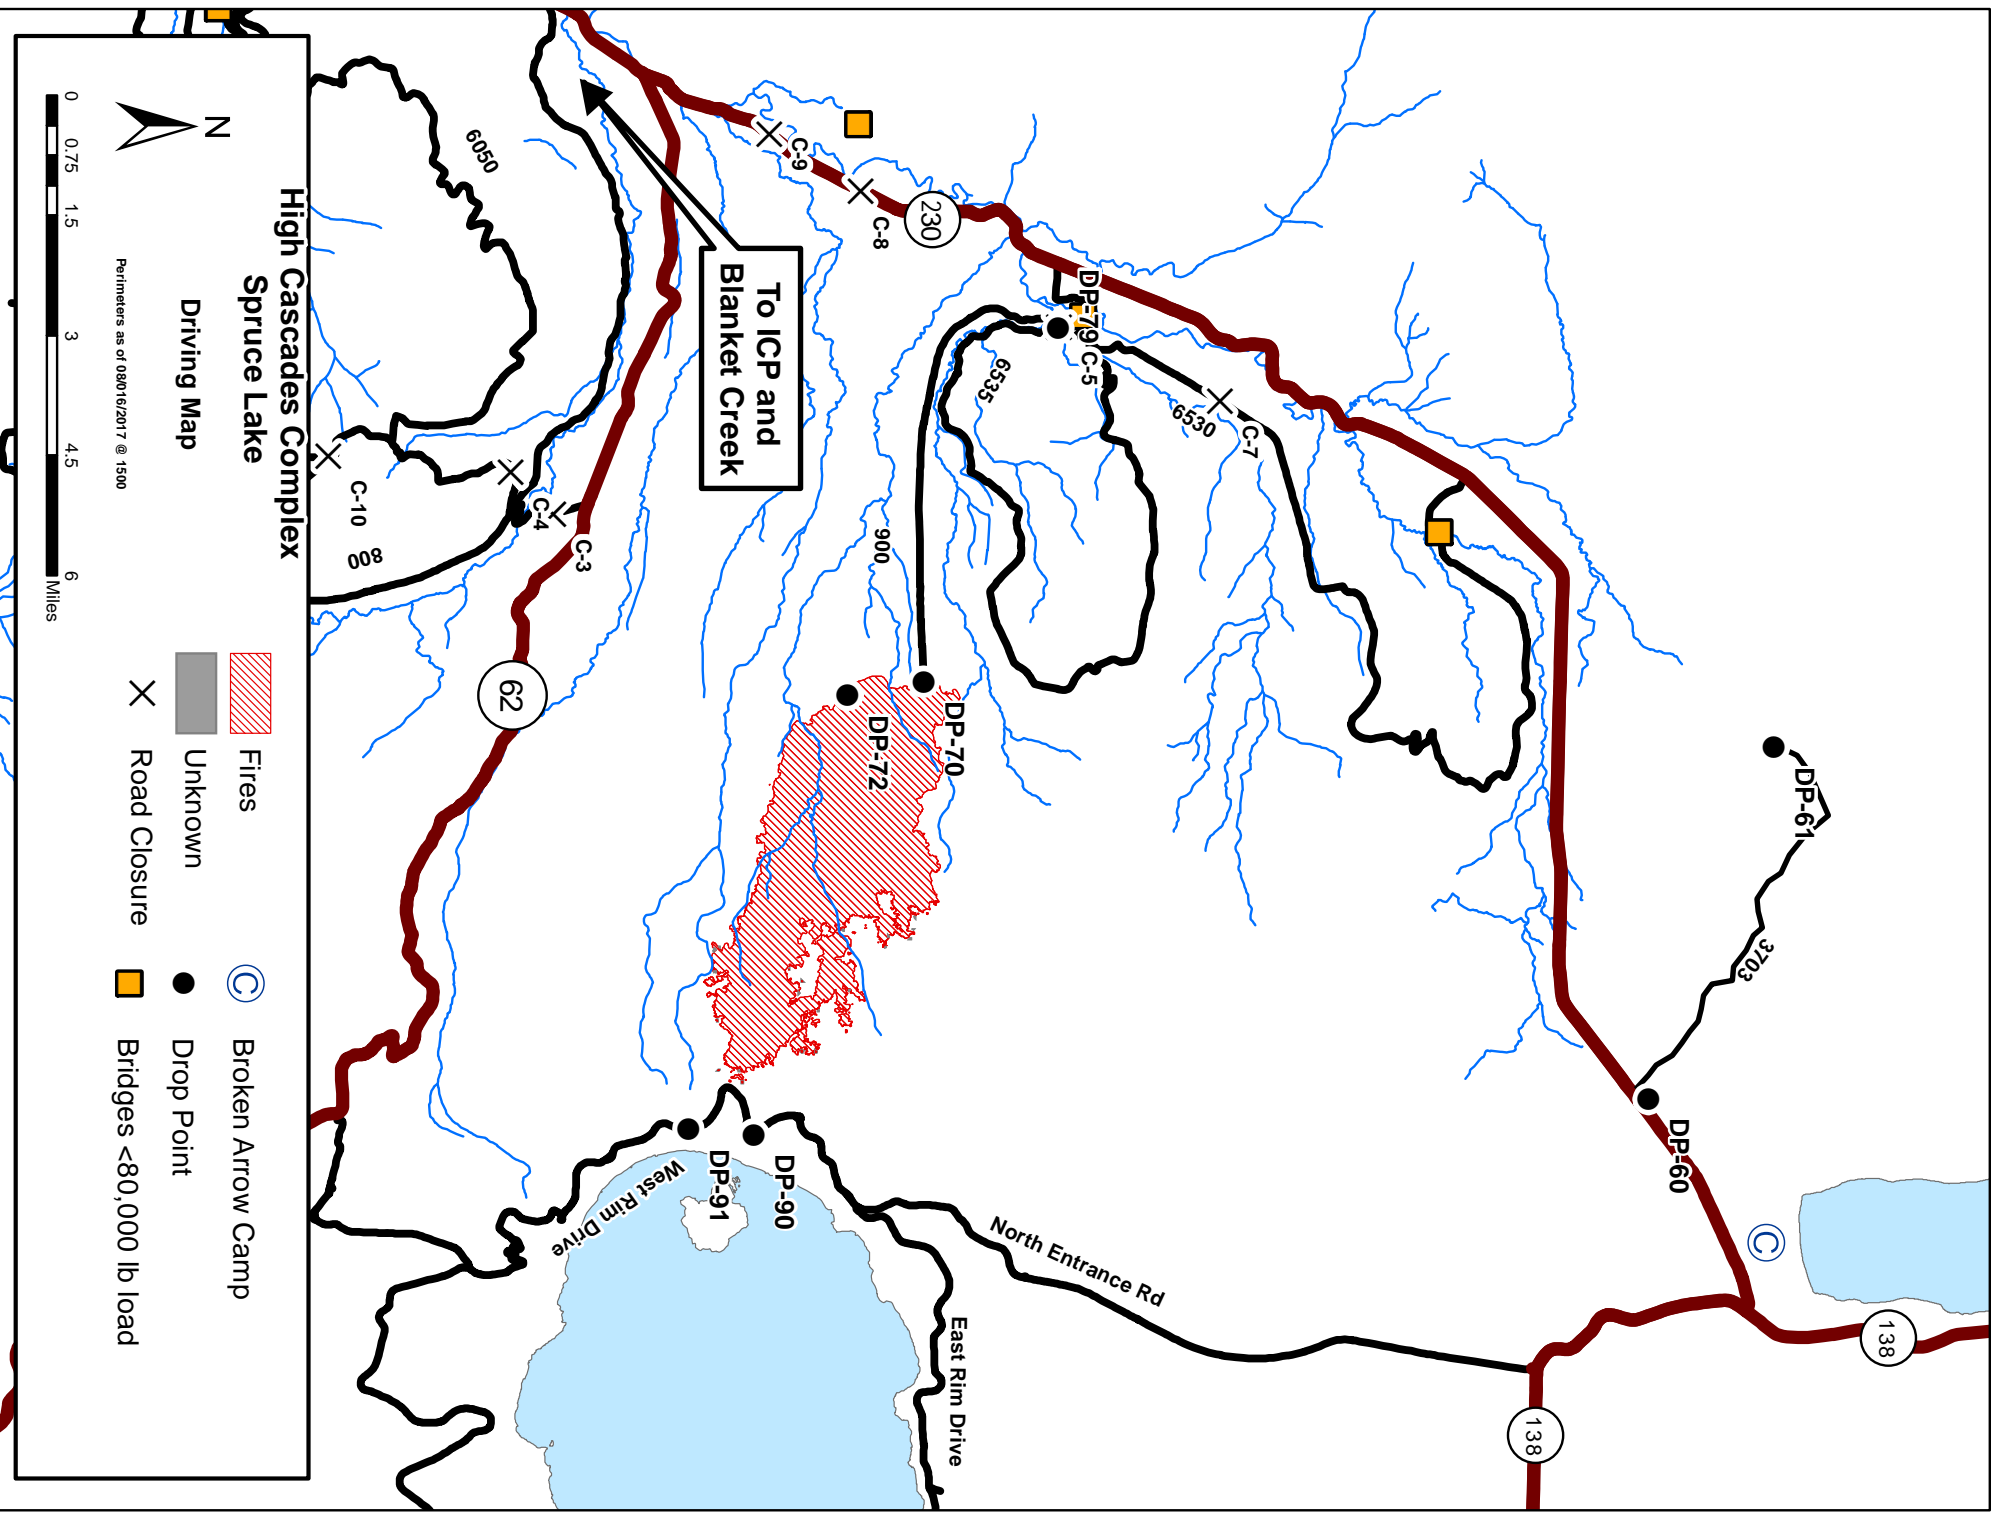 High Cascades Complex
Spruce Lake
Driving Map
Perimeters as of 08/016/2017 @ 1500
N
0 0.75 1.5 3 4.5 6
Miles
Fires
Unknown
Road Closure
Broken Arrow Camp
Drop Point
Bridges <80,000 lb load
C
To ICP and
Blanket Creek
DP-61
3703
DP-60
C
138
138
6530
C-7
DP-79
C-5
6535
230
C-8
C-9
900
DP-70
DP-72
North Entrance Rd
East Rim Drive
DP-90
DP-91
West Rim Drive
62
C-3
C-4
C-10
800
6050